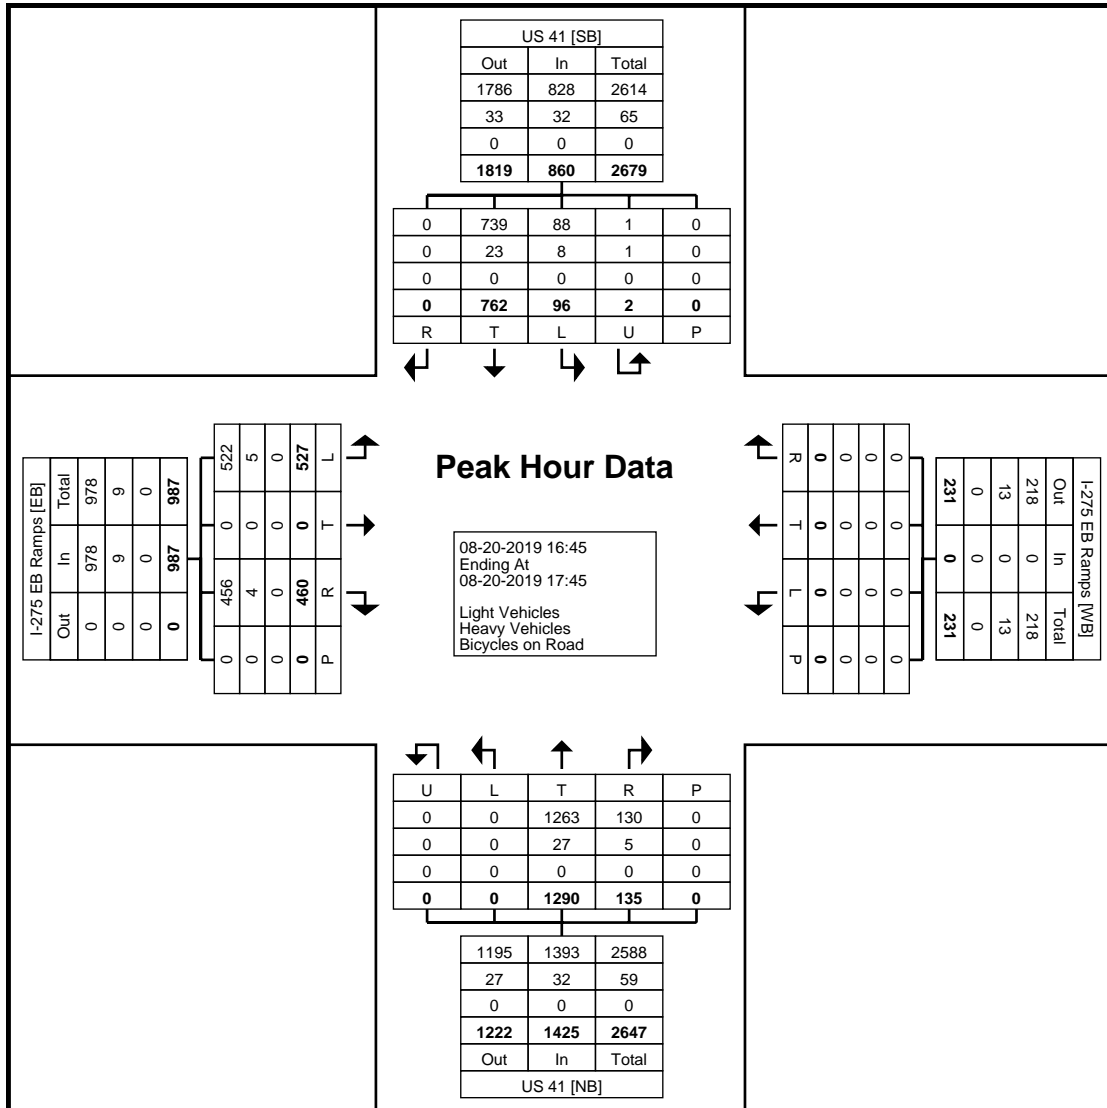 US 41 [SB]
Out In Total
1786 828 2614
33 32 65
0 0 0
1819 860 2679
0 739 88 1 0
0 23 8 1 0
0 0 0 0 0
0 762 96 2 0
R T L U P
I-275 EB Ramps [EB]
Total In Out
978 978 0
9 9 0
0 0 0
987 987 0
522 0 456 0
5 0 4 0
0 0 0 0
527 0 460 0
L T R P
Peak Hour Data
08-20-2019 16:45
Ending At
08-20-2019 17:45
Light Vehicles
Heavy Vehicles
Bicycles on Road
R T L P
0 0 0 0
0 0 0 0
0 0 0 0
0 0 0 0
I-275 EB Ramps [WB]
Out In Total
218 0 218
13 0 13
0 0 0
231 0 231
U L T R P
0 0 1263 130 0
0 0 27 5 0
0 0 0 0 0
0 0 1290 135 0
1195 1393 2588
27 32 59
0 0 0
1222 1425 2647
Out In Total
US 41 [NB]